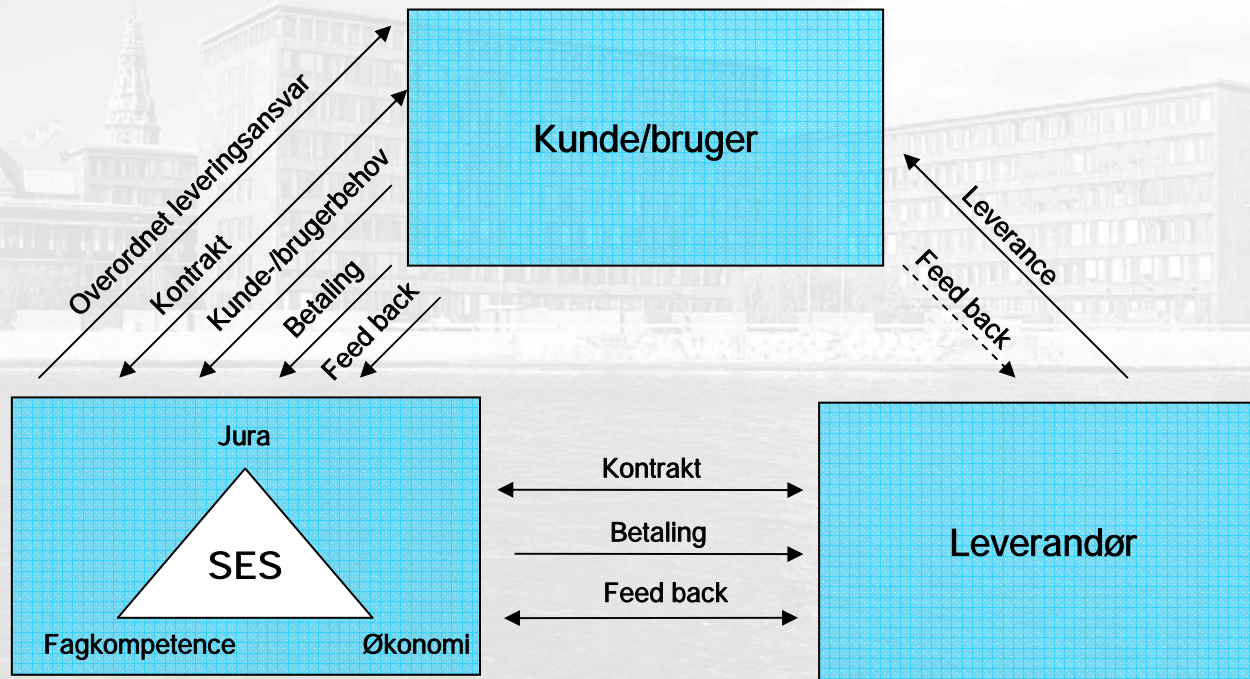 Kunde/bruger
Overordnet leveringsansvar
Kontrakt
Kunde-/brugerbehov
Betaling
Feed back
Leverance
Feed back
Jura
SES
Fagkompetence
Økonomi
Kontrakt
Betaling
Feed back
Leverandør